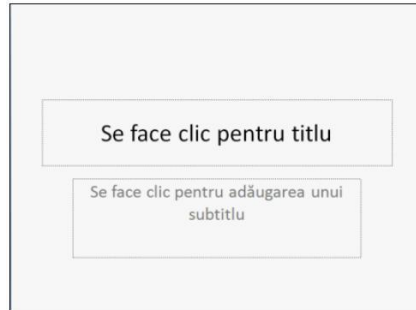 Se face clic pentru titlu
Se face clic pentru adăugarea unui
subtitlu